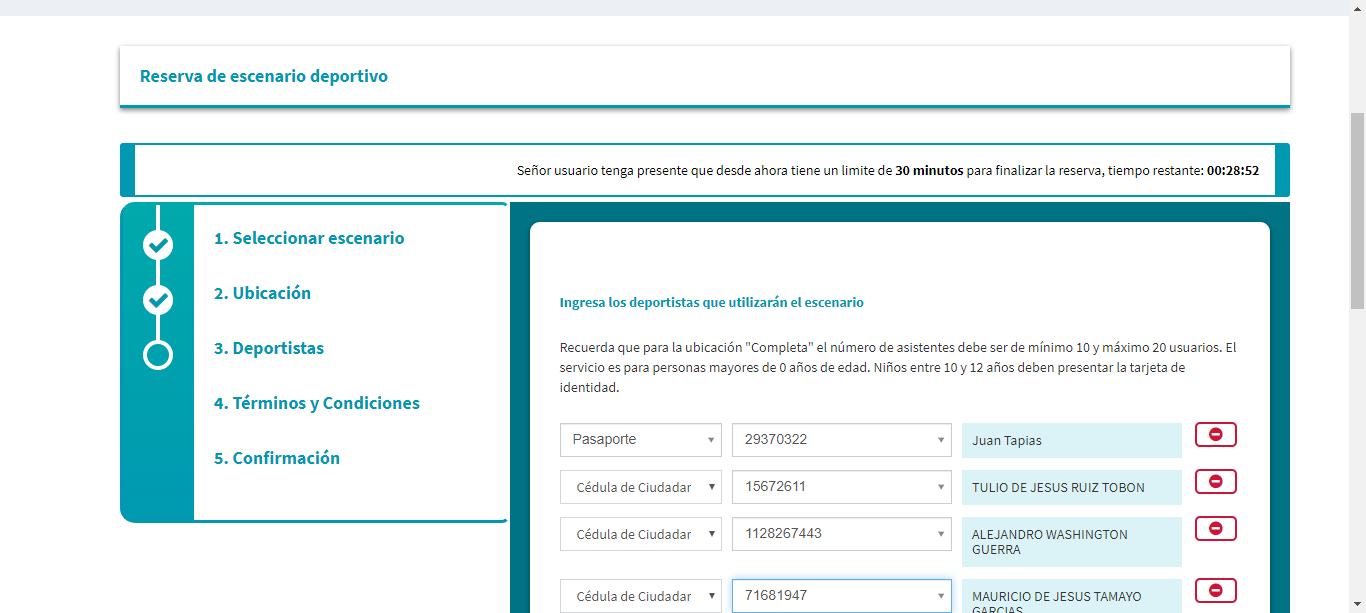 Reserva de escenario deportivo
Señor usuario tenga presente que desde ahora tiene un limite de 30 minutos para finalizar la reserva, tiempo restante: 00:28:52
1. Seleccionar escenario
2. Ubicación
3. Deportistas
4. Términos y Condiciones
5. Confirmación
Ingresa los deportistas que utilizarán el escenario
Recuerda que para la ubicación "Completa" el número de asistentes debe ser de mínimo 10 y máximo 20 usuarios. El
servicio es para personas mayores de 0 años de edad. Niños entre 10 y 12 años deben presentar la tarjeta de
identidad.
Pasaporte 29370322 Juan Tapias
Cédula de Ciudadar 15672611 TULIO DE JESUS RUIZ TOBON
Cédula de Ciudadar 1128267443 ALEJANDRO WASHINGTON
GUERRA
Cédula de Ciudadar 71681947 MAURICIO DE JESUS TAMAYO
GARCIAS